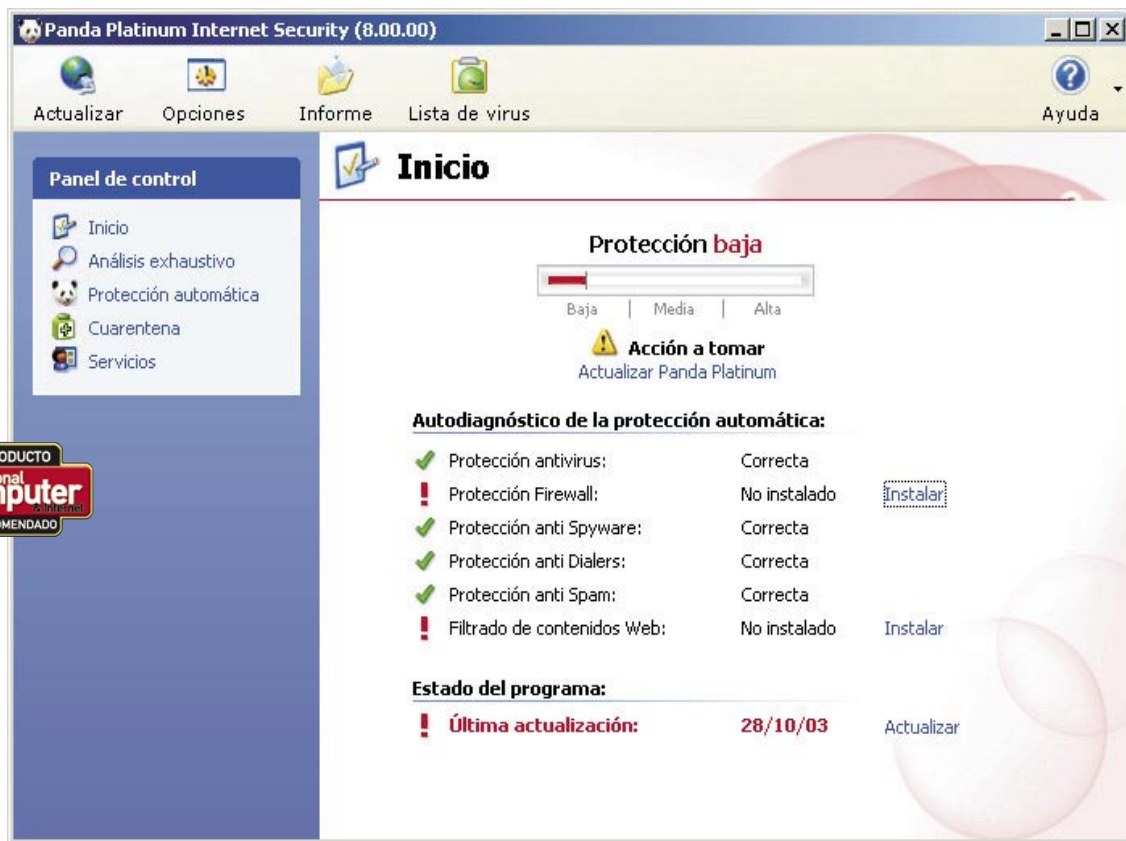 Panda Platinum Internet Security (8.00.00)
Actualizar Opciones Informe Lista de virus Ayuda
Panel de control
Inicio
Análisis exhaustivo
Protección automática
Cuarentena
Servicios
Inicio
Protección baja
Baja | Media | Alta
Acción a tomar
Actualizar Panda Platinum
Autodiagnóstico de la protección automática:
Protección antivirus: Correcta
Protección Firewall: No instalado Instalar
Protección anti Spyware: Correcta
Protección anti Dialers: Correcta
Protección anti Spam: Correcta
Filtrado de contenidos Web: No instalado Instalar
Estado del programa:
Última actualización: 28/10/03 Actualizar
& Internet